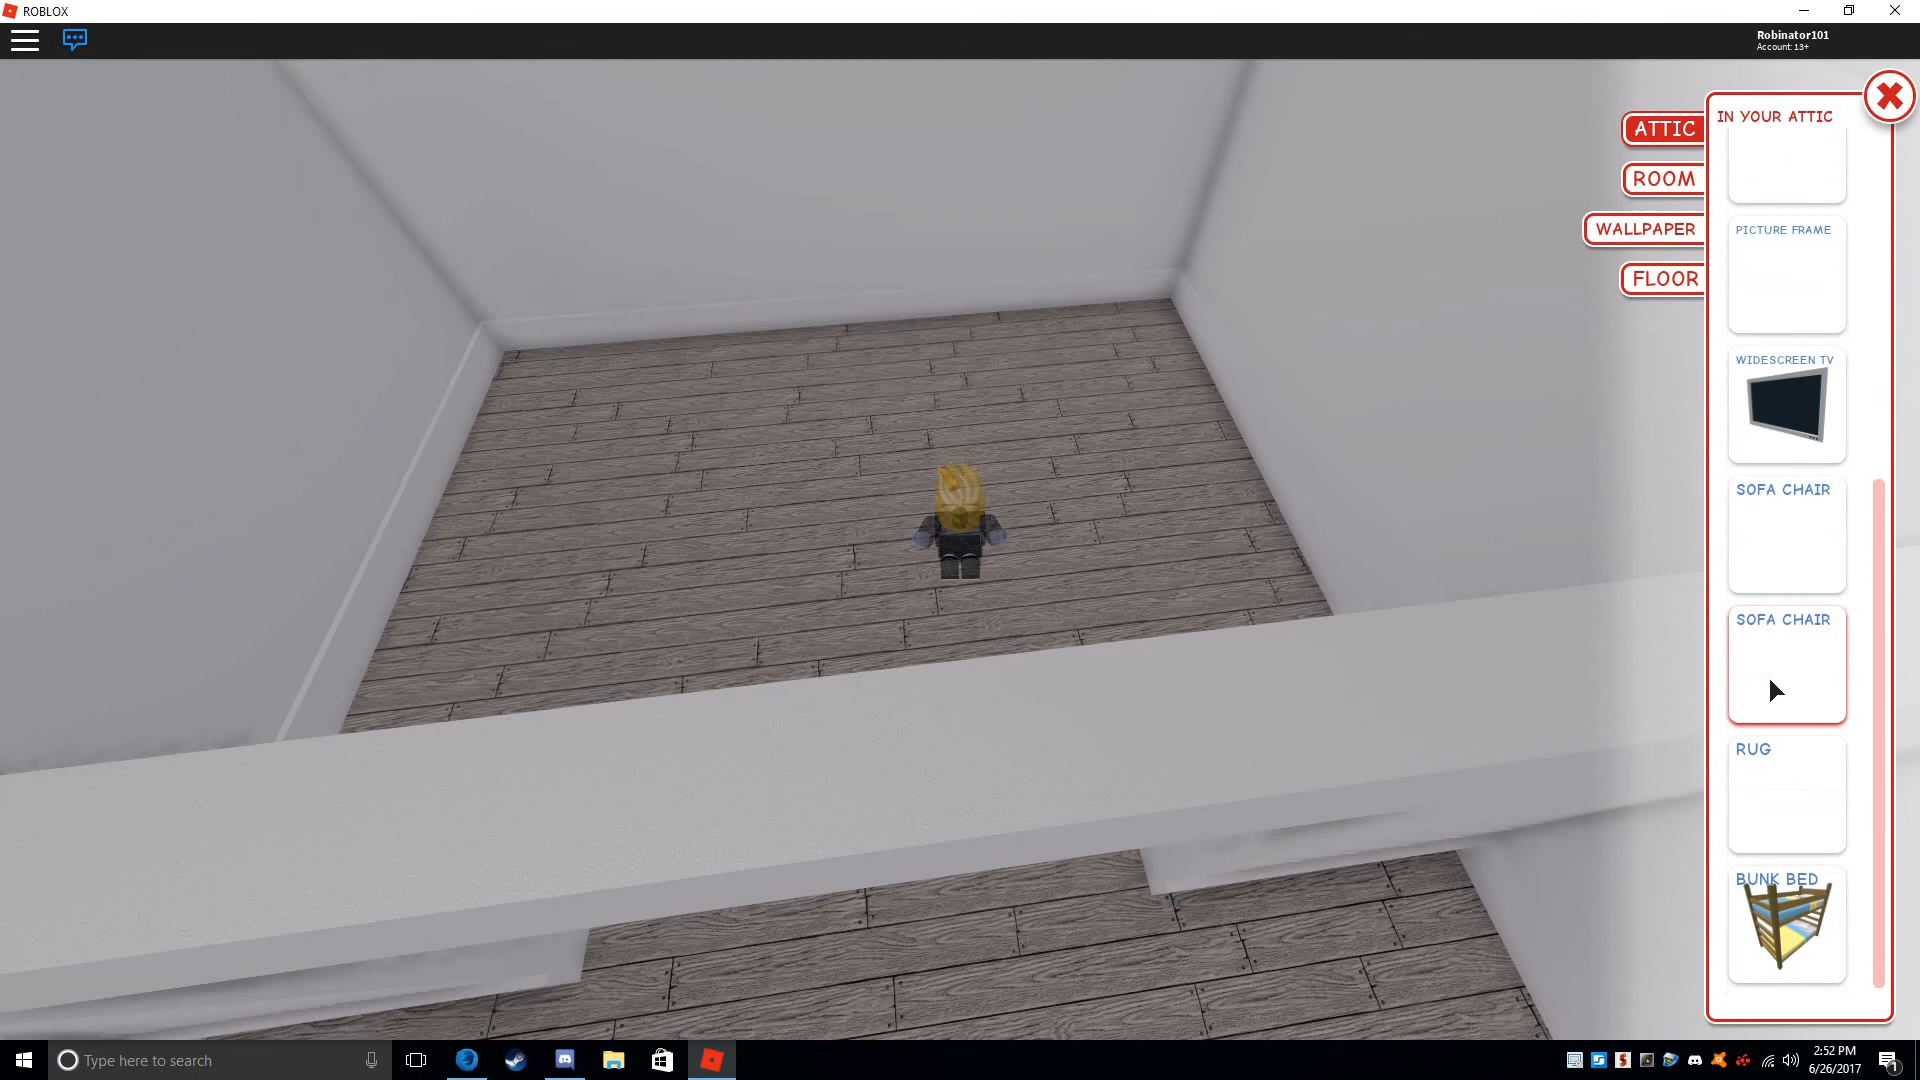 ROBLOX
Robinator101
Account: 13+
IN YOUR ATTIC
ATTIC
ROOM
WALLPAPER
FLOOR
PICTURE FRAME
WIDESCREEN TV
SOFA CHAIR
SOFA CHAIR
RUG
BUNK BED
Type here to search
2:52 PM
6/26/2017
1